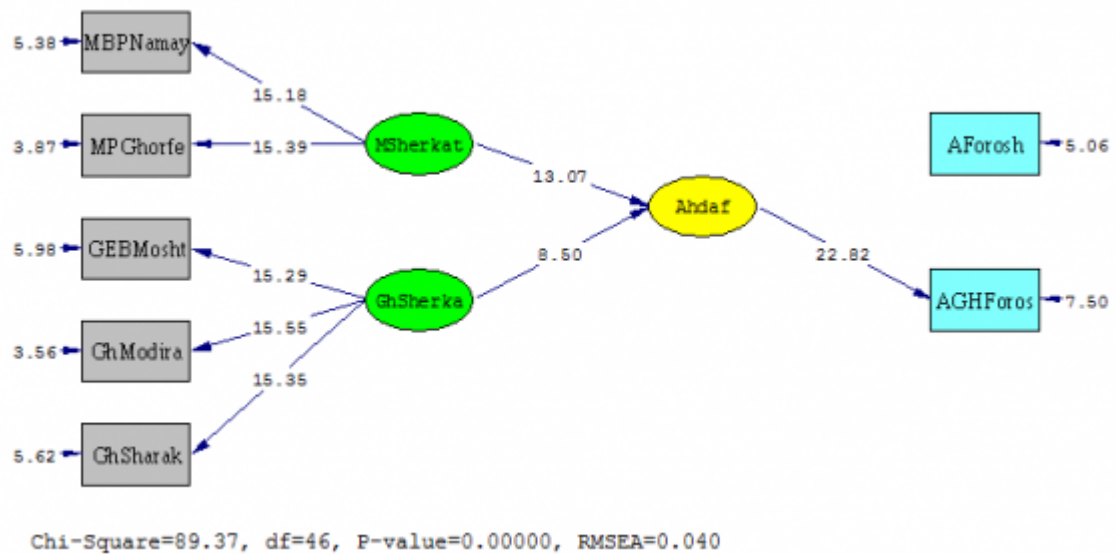 5.38
MBPNamay
15.18
3.87
MPGhorfe
15.39
MSherkat
13.07
AForosh
5.06
Ahdaf
5.98
GEBMosht
15.29
8.50
22.82
GhSherka
AGHForos
7.50
15.55
3.56
GhModira
15.35
5.62
GhSharak
Chi-Square=89.37, df=46, P-value=0.00000, RMSEA=0.040